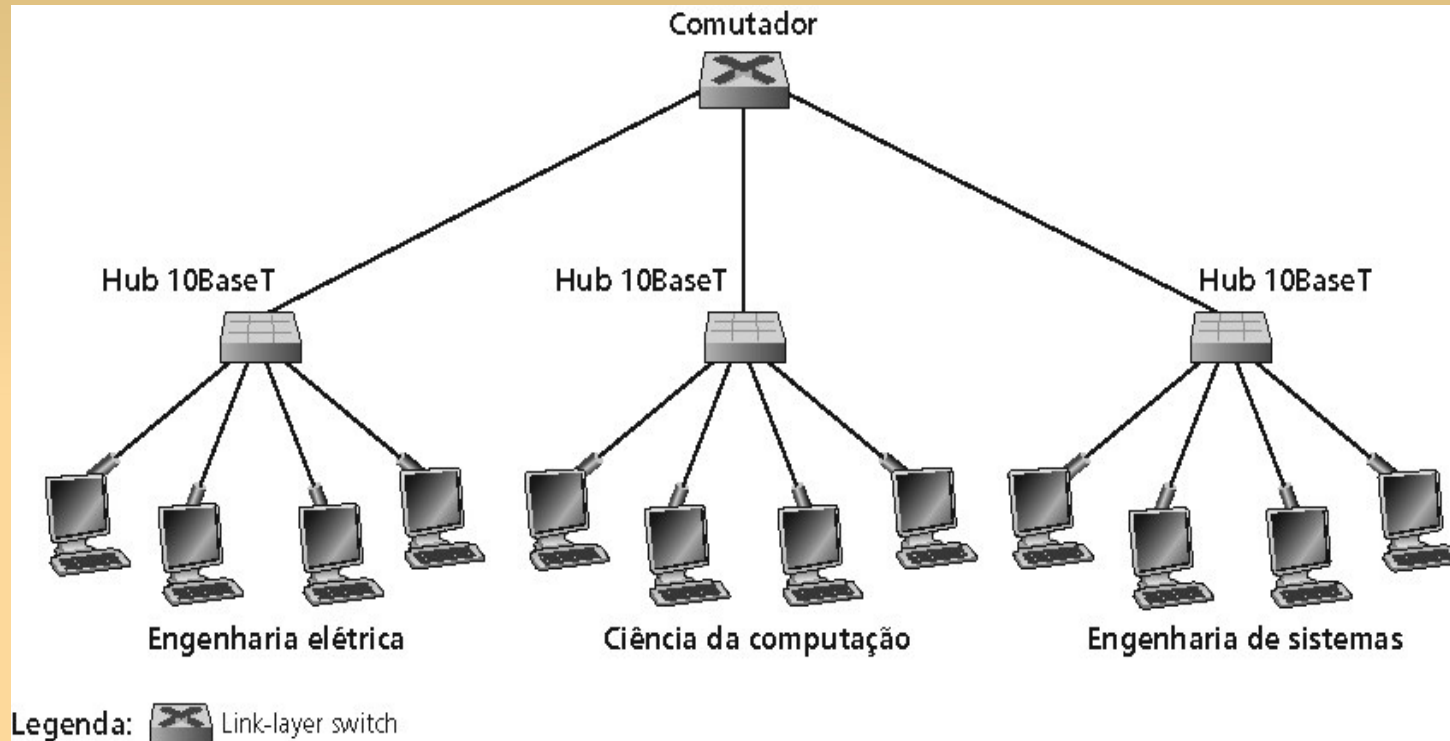 Comutador
Hub 10BaseT
Hub 10BaseT
Hub 10BaseT
Engenharia elétrica
Ciência da computação
Engenharia de sistemas
Legenda: Link-layer switch